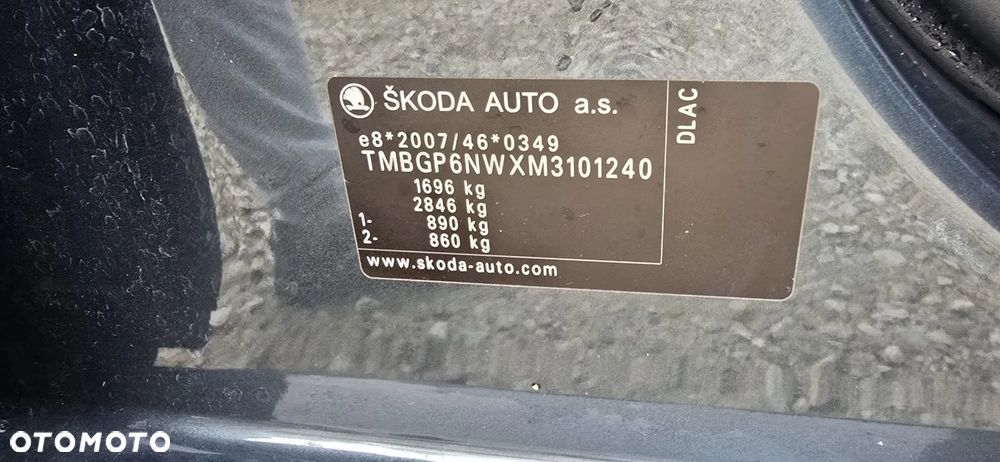 ŠKODA AUTO a.s.
e8*2007/46*0349
TMBGP6NWXM3101240
1696 kg
2846 kg
1- 890 kg
2- 860 kg
www.skoda-auto.com
DLAC
OTOMOTO